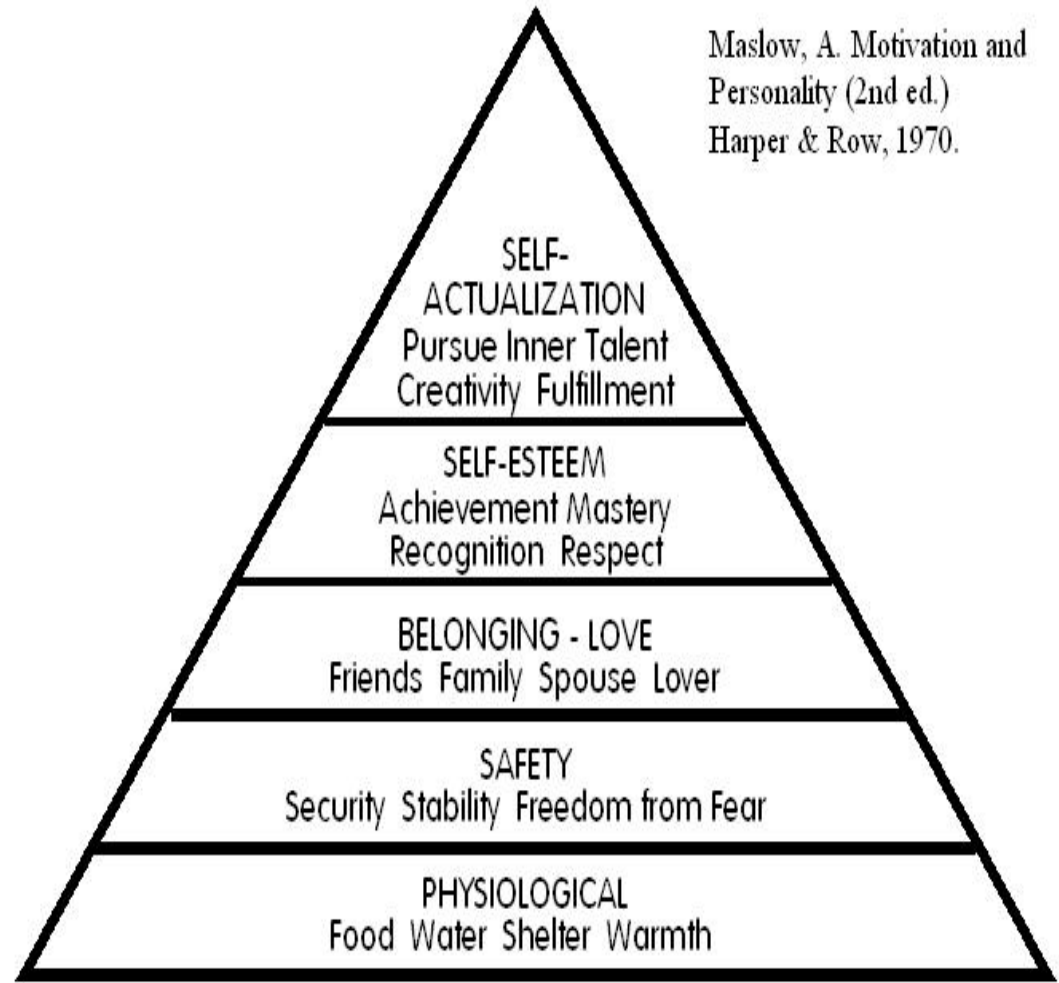 Maslow, A. Motivation and
Personality (2nd ed.)
Harper & Row, 1970.
SELF-
ACTUALIZATION
Pursue Inner Talent
Creativity Fulfillment
SELF-ESTEEM
Achievement Mastery
Recognition Respect
BELONGING - LOVE
Friends Family Spouse Lover
SAFETY
Security Stability Freedom from Fear
PHYSIOLOGICAL
Food Water Shelter Warmth